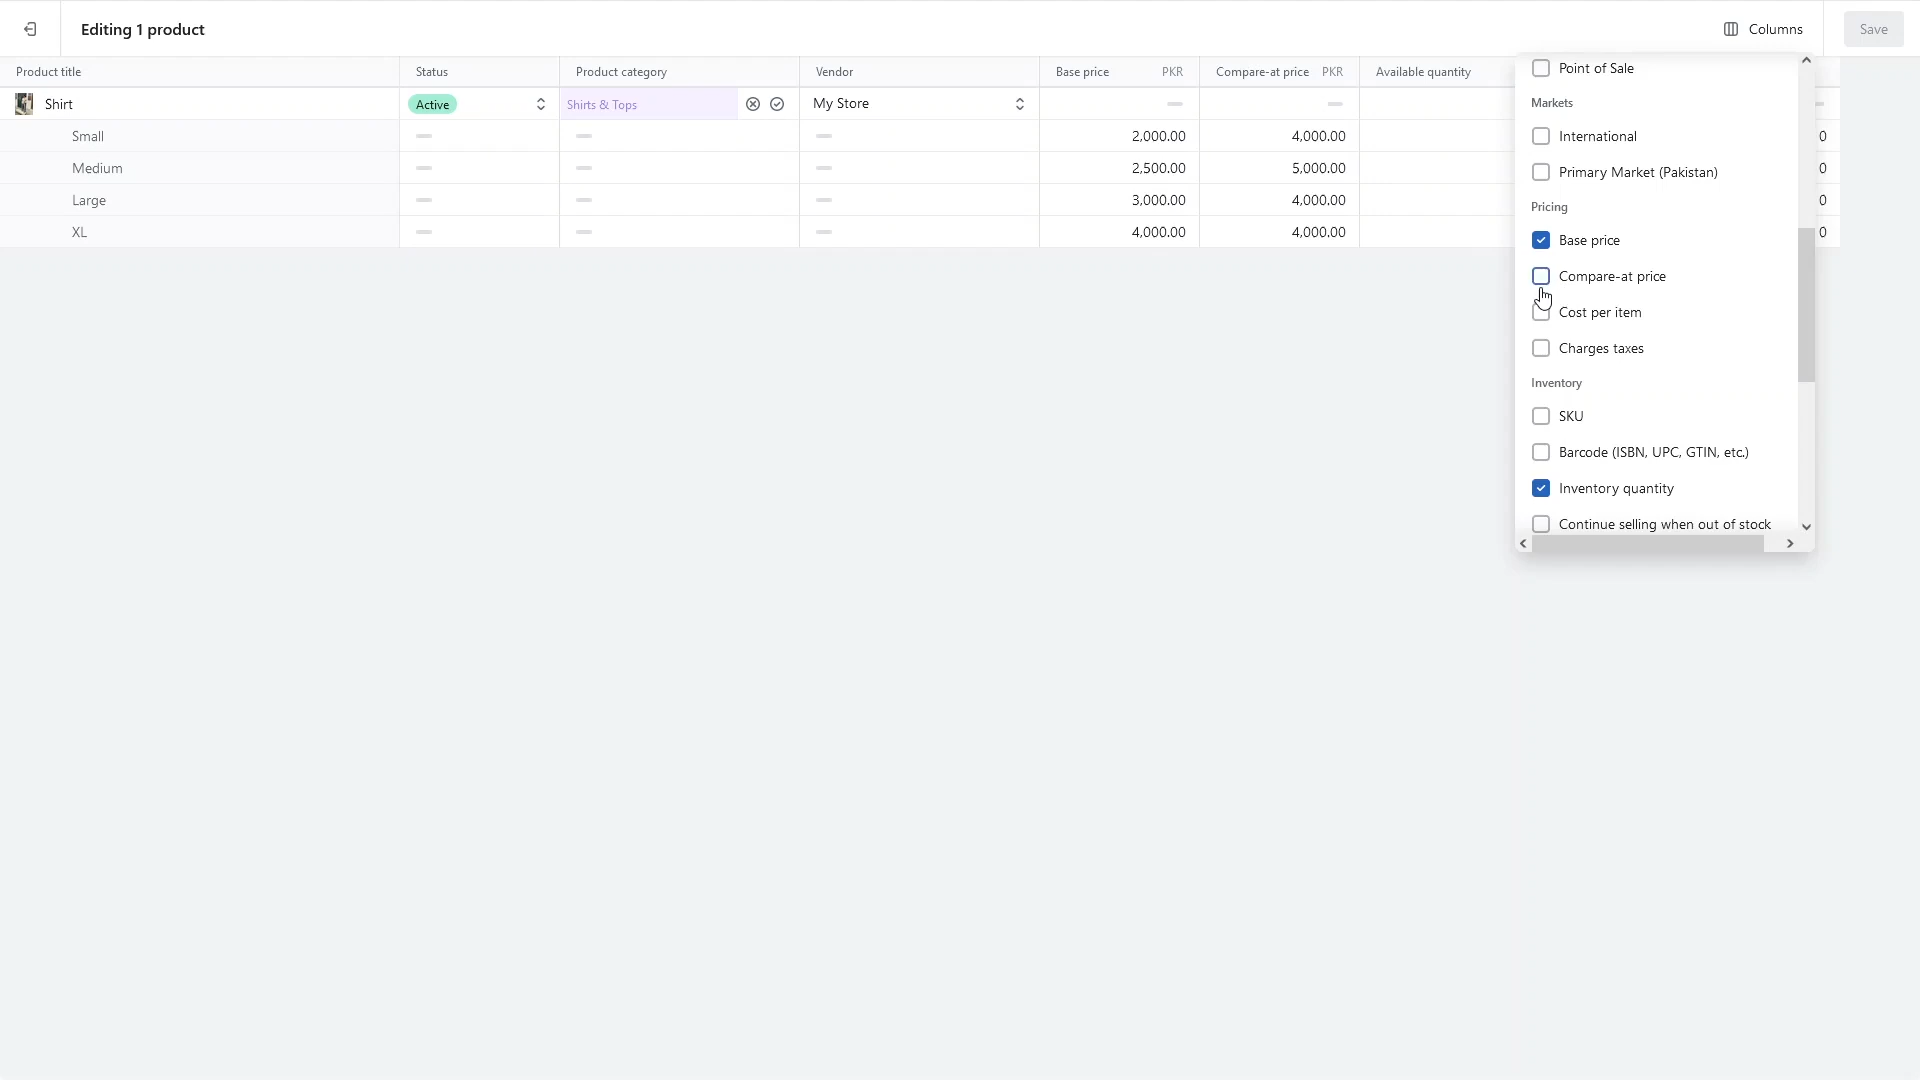 Editing 1 product
Columns
Save
Product title Status Product category Vendor Base price PKR Compare-at price PKR Available quantity
Shirt Active Shirts & Tops My Store
Small 2,000.00 4,000.00 0
Medium 2,500.00 5,000.00 0
Large 3,000.00 4,000.00 0
XL 4,000.00 4,000.00 0
Point of Sale
Markets
International
Primary Market (Pakistan)
Pricing
Base price
Compare-at price
Cost per item
Charges taxes
Inventory
SKU
Barcode (ISBN, UPC, GTIN, etc.)
Inventory quantity
Continue selling when out of stock